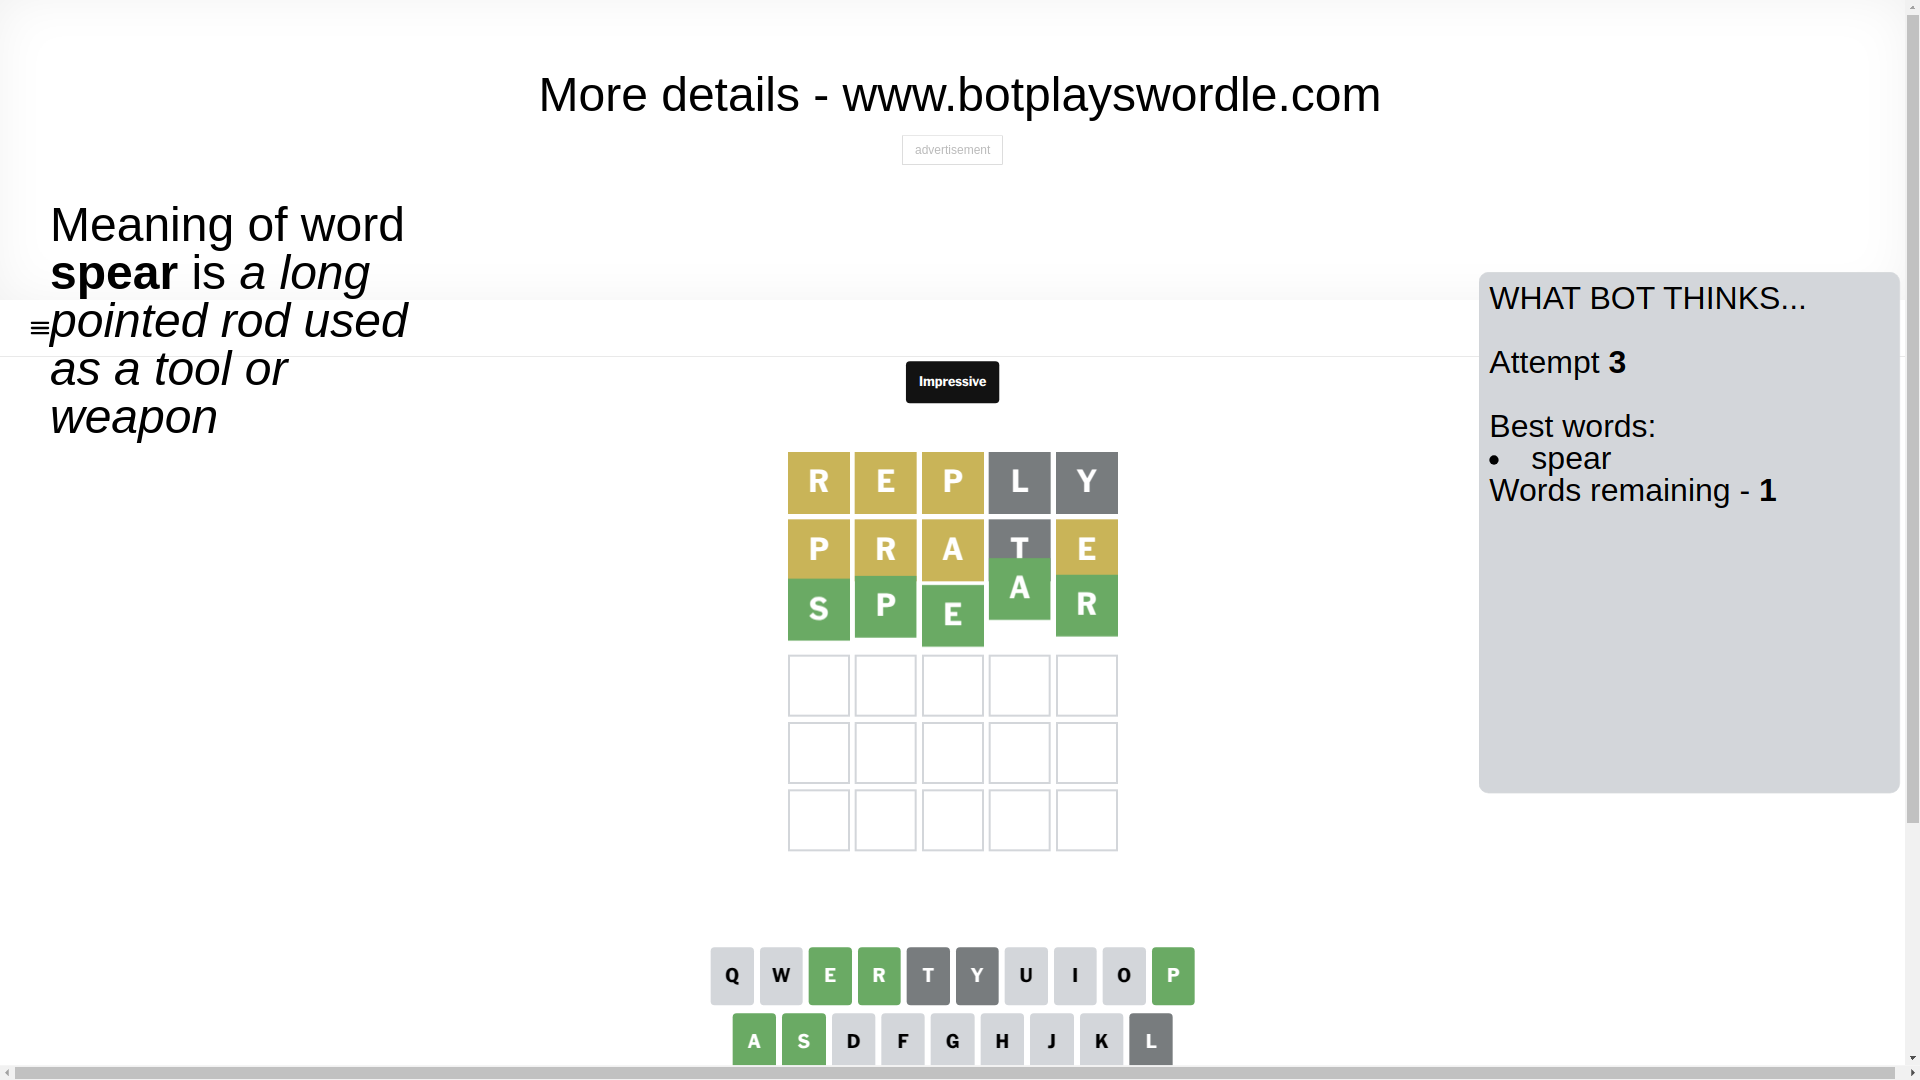 More details - www.botplayswordle.com
advertisement
Meaning of word
spear is a long
pointed rod used
as a tool or
weapon
WHAT BOT THINKS...
Attempt 3
Best words:
• spear
Words remaining - 1
Impressive
R E P L Y
P R A T E
S P E A R
Q W E R T Y U I O P
A S D F G H J K L